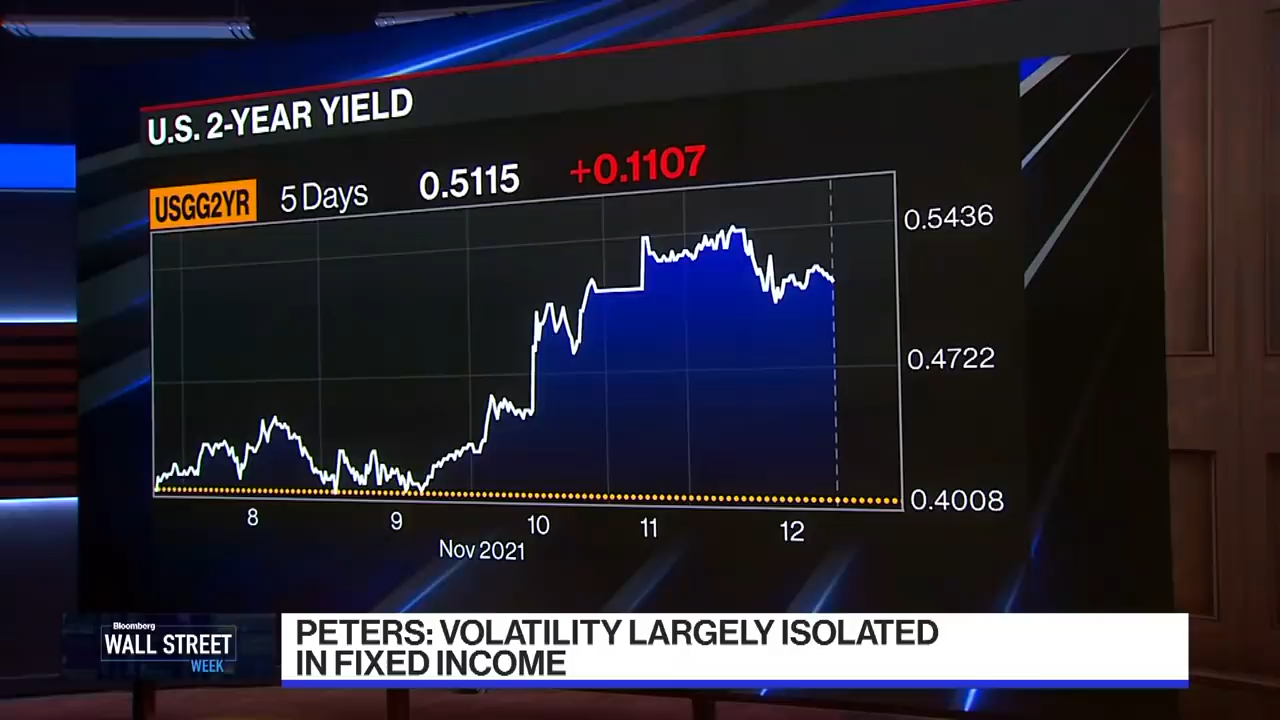 U.S. 2-YEAR YIELD
USGG2YR 5 Days 0.5115 +0.1107
0.5436
0.4722
0.4008
8 9 10 11 12
Nov 2021
Bloomberg
WALL STREET
WEEK
PETERS: VOLATILITY LARGELY ISOLATED
IN FIXED INCOME